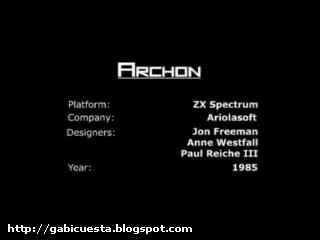 ARCHON
Platform: ZX Spectrum
Company: Ariolasoft
Designers: Jon Freeman
Anne Westfall
Paul Reiche III
Year: 1985
http://gabicuesta.blogspot.com